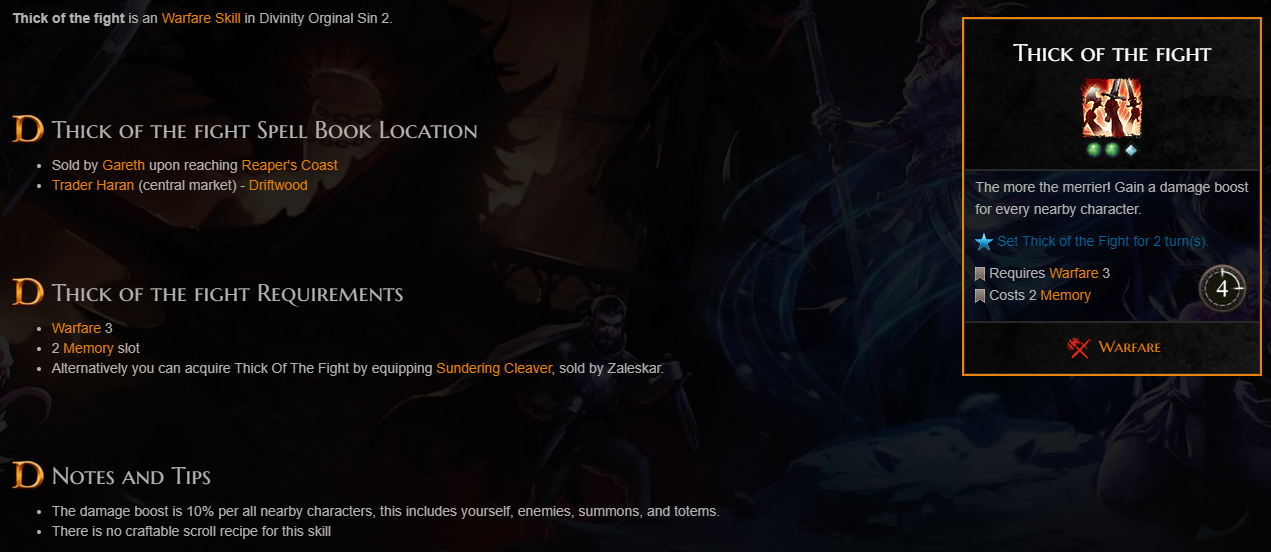 Thick of the fight is an Warfare Skill in Divinity Orginal Sin 2.
Thick of the fight Spell Book Location
Sold by Gareth upon reaching Reaper's Coast
Trader Haran (central market) - Driftwood
Thick of the fight Requirements
Warfare 3
2 Memory slot
Alternatively you can acquire Thick Of The Fight by equipping Sundering Cleaver, sold by Zaleskar.
Notes and Tips
The damage boost is 10% per all nearby characters, this includes yourself, enemies, summons, and totems.
There is no craftable scroll recipe for this skill
Thick of the fight
The more the merrier! Gain a damage boost
for every nearby character.
Set Thick of the Fight for 2 turn(s).
Requires Warfare 3
Costs 2 Memory
4
Warfare